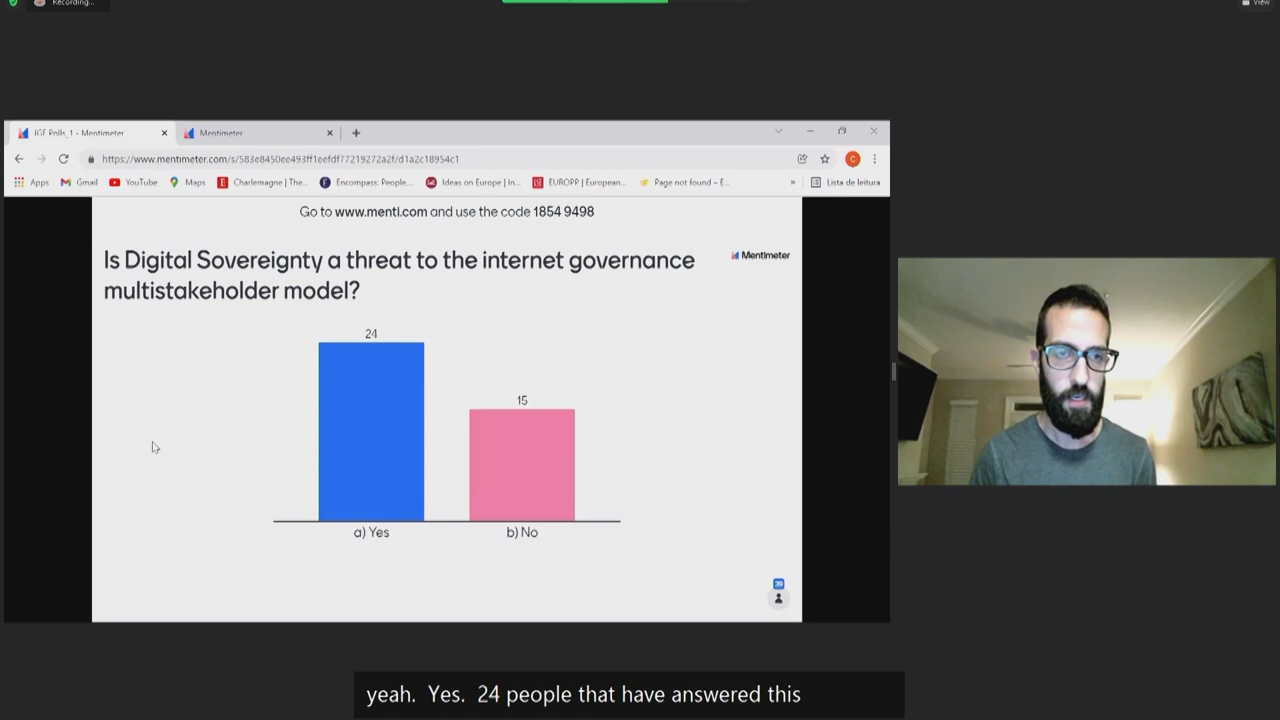 Recording...
View
IGF Polls_1 - Mentimeter
Mentimeter
https://www.mentimeter.com/s/583e8450ee493ff1eefdf77219272a2f/d1a2c18954c1
C
Apps Gmail YouTube Maps Charlemagne | The... Encompass: People,... Ideas on Europe | In... EUROPP | European... Page not found – E... » Lista de leitura
Go to www.menti.com and use the code 1854 9498
Is Digital Sovereignty a threat to the internet governance
multistakeholder model?
Mentimeter
24
15
a) Yes
b) No
39
yeah. Yes. 24 people that have answered this